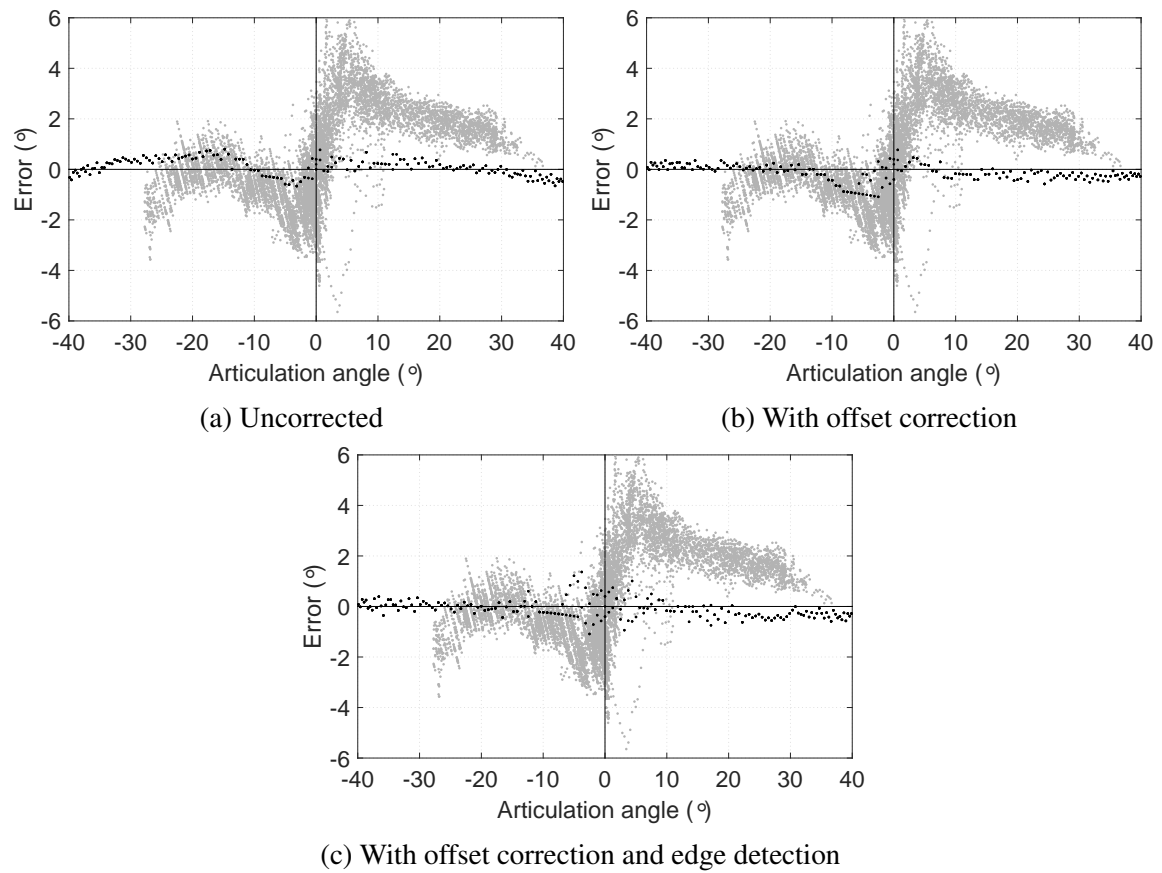 6
4
2
0
-2
-4
-6
Error (°)
-40 -30 -20 -10 0 10 20 30 40
Articulation angle (°)
(a) Uncorrected
6
4
2
0
-2
-4
-6
Error (°)
-40 -30 -20 -10 0 10 20 30 40
Articulation angle (°)
(b) With offset correction
6
4
2
0
-2
-4
-6
Error (°)
-40 -30 -20 -10 0 10 20 30 40
Articulation angle (°)
(c) With offset correction and edge detection